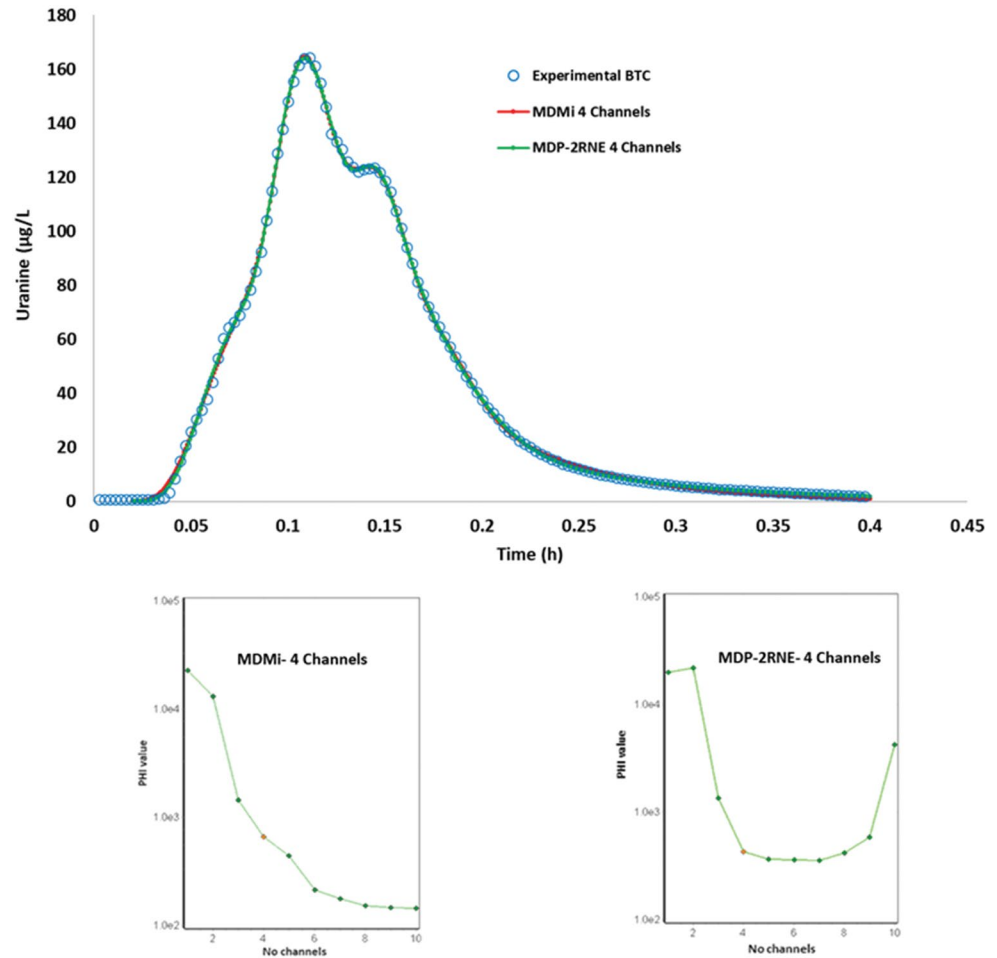 180
160
140
120
100
80
60
40
20
0
Uranine (µg/L)
Experimental BTC
MDMi 4 Channels
MDP-2RNE 4 Channels
0 0.05 0.1 0.15 0.2 0.25 0.3 0.35 0.4 0.45
Time (h)
1.0e5
1.0e4
1.0e3
1.0e2
PHI value
MDMi- 4 Channels
2 4 6 8 10
No channels
1.0e5
1.0e4
1.0e3
1.0e2
PHI value
MDP-2RNE- 4 Channels
2 4 6 8 10
No channels